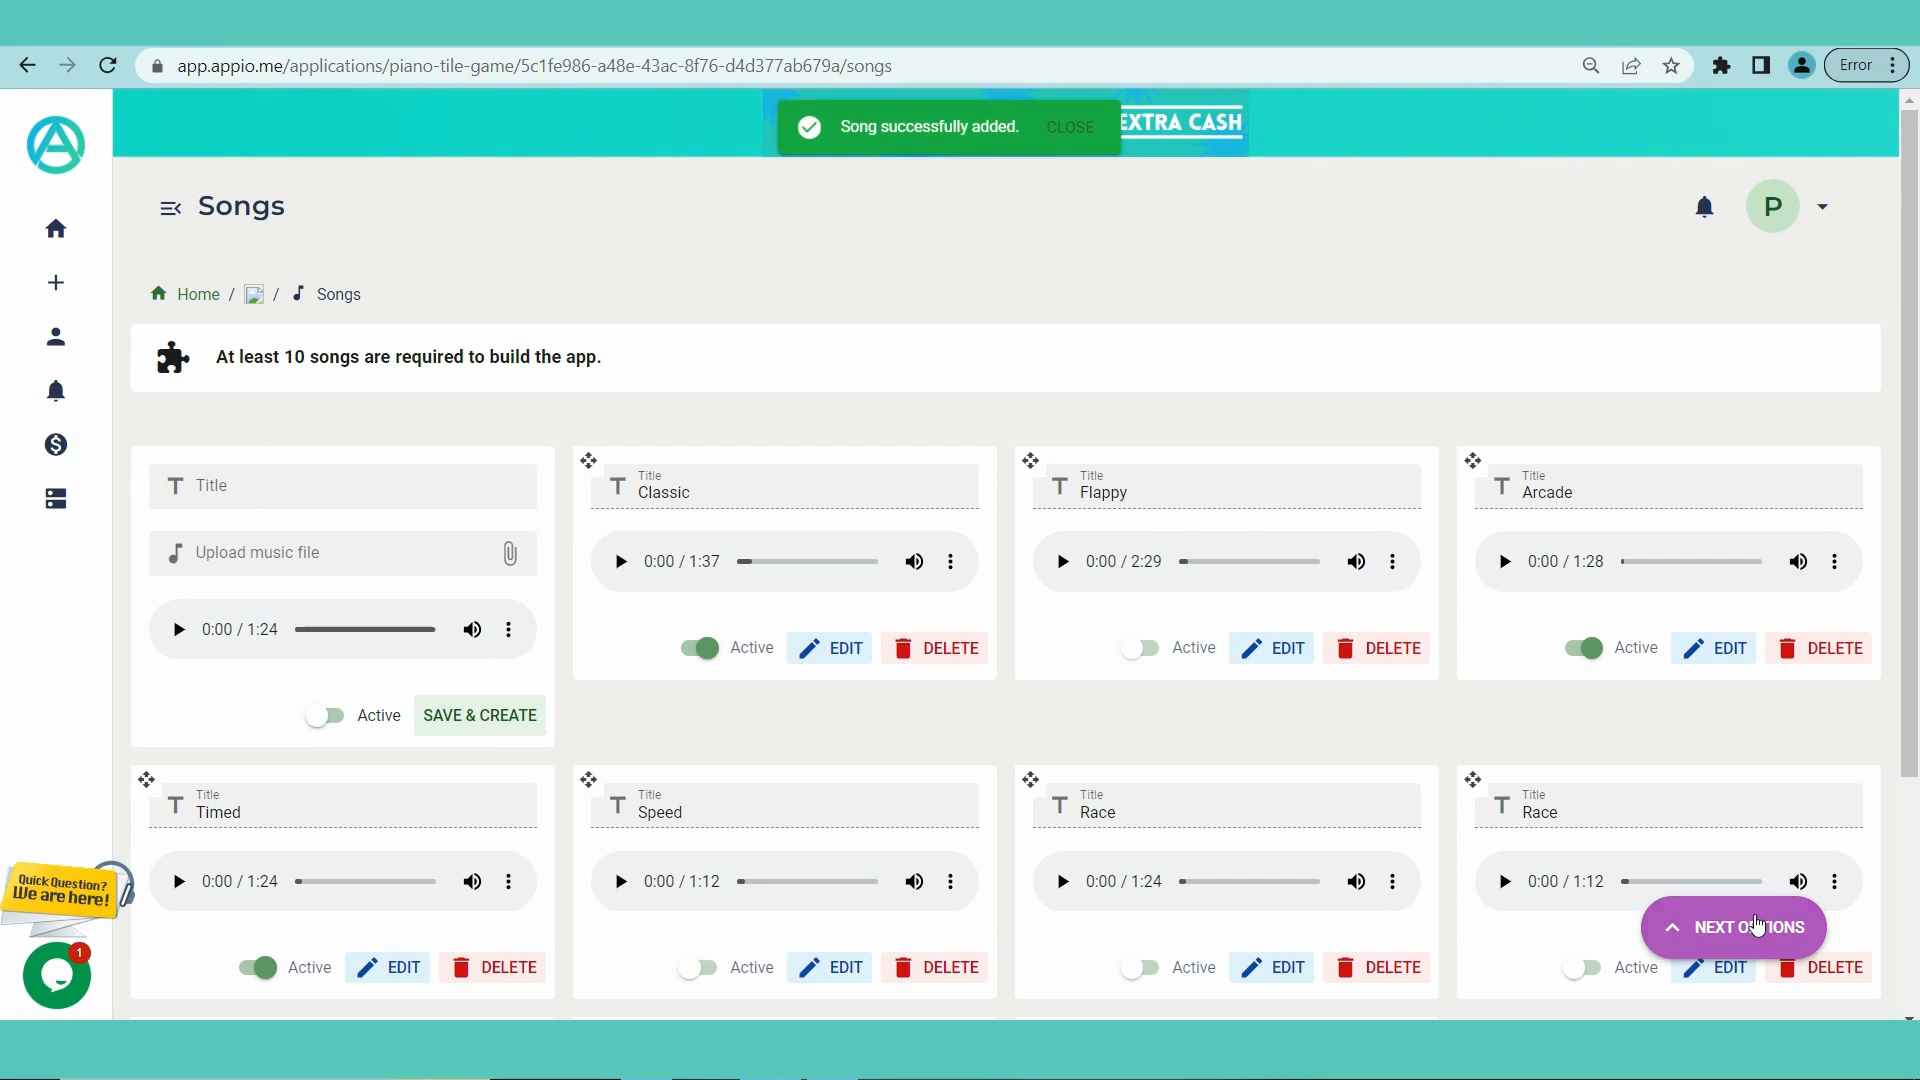 app.appio.me/applications/piano-tile-game/5c1fe986-a48e-43ac-8f76-d4d377ab679a/songs
Error
Song successfully added. CLOSE
EXTRA CASH
Songs
P
Home / / Songs
At least 10 songs are required to build the app.
Title
Upload music file
0:00 / 1:24
Active SAVE & CREATE
Title
Classic
0:00 / 1:37
Active EDIT DELETE
Title
Flappy
0:00 / 2:29
Active EDIT DELETE
Title
Arcade
0:00 / 1:28
Active EDIT DELETE
Title
Timed
0:00 / 1:24
Active EDIT DELETE
Title
Speed
0:00 / 1:12
Active EDIT DELETE
Title
Race
0:00 / 1:24
Active EDIT DELETE
Title
Race
0:00 / 1:12
NEXT OPTIONS
Active EDIT DELETE
Quick Question?
We are here!
1